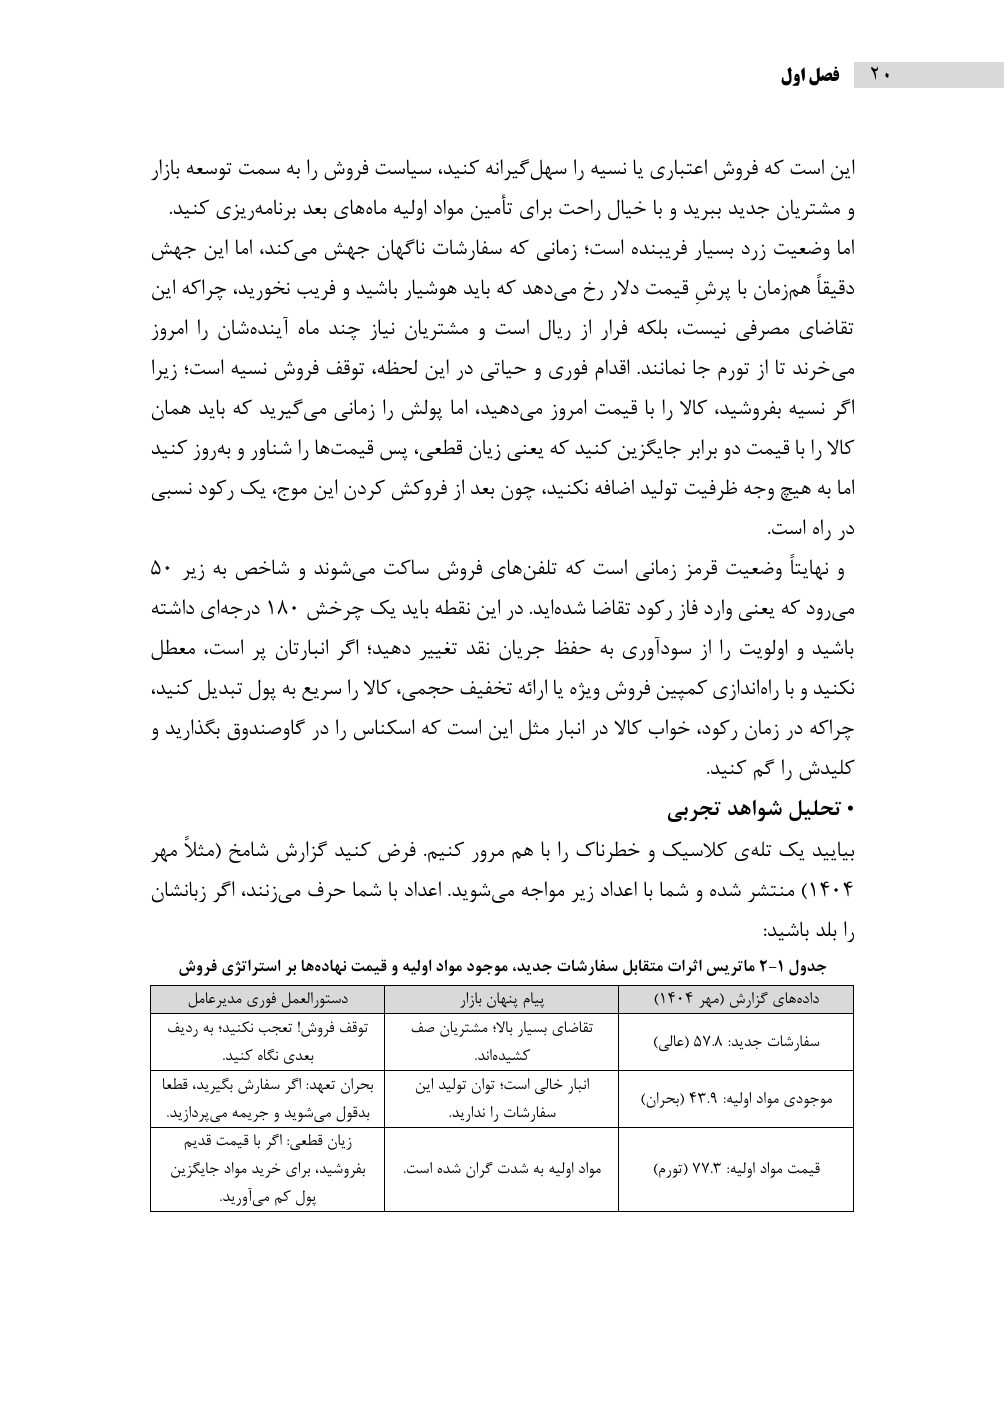 ۲۰ فصل اول
این است که فروش اعتباری یا نسیه را سهل‌گیرانه کنید، سیاست فروش را به سمت توسعه بازار
و مشتریان جدید ببرید و با خیال راحت برای تأمین مواد اولیه ماه‌های بعد برنامه‌ریزی کنید.
اما وضعیت زرد بسیار فریبنده است؛ زمانی که سفارشات ناگهان جهش می‌کند، اما این جهش
دقیقاً هم‌زمان با پرشِ قیمت دلار رخ می‌دهد که باید هوشیار باشید و فریب نخورید، چراکه این
تقاضای مصرفی نیست، بلکه فرار از ریال است و مشتریان نیاز چند ماه آینده‌شان را امروز
می‌خرند تا از تورم جا نمانند. اقدام فوری و حیاتی در این لحظه، توقف فروش نسیه است؛ زیرا
اگر نسیه بفروشید، کالا را با قیمت امروز می‌دهید، اما پولش را زمانی می‌گیرید که باید همان
کالا را با قیمت دو برابر جایگزین کنید که یعنی زیان قطعی، پس قیمت‌ها را شناور و به‌روز کنید
اما به هیچ وجه ظرفیت تولید اضافه نکنید، چون بعد از فروکش کردن این موج، یک رکود نسبی
در راه است.
و نهایتاً وضعیت قرمز زمانی است که تلفن‌های فروش ساکت می‌شوند و شاخص به زیر ۵۰
می‌رود که یعنی وارد فاز رکود تقاضا شده‌اید. در این نقطه باید یک چرخش ۱۸۰ درجه‌ای داشته
باشید و اولویت را از سودآوری به حفظ جریان نقد تغییر دهید؛ اگر انبارتان پر است، معطل
نکنید و با راه‌اندازی کمپین فروش ویژه یا ارائه تخفیف حجمی، کالا را سریع به پول تبدیل کنید،
چراکه در زمان رکود، خواب کالا در انبار مثل این است که اسکناس را در گاوصندوق بگذارید و
کلیدش را گم کنید.
• تحلیل شواهد تجربی
بیایید یک تله‌ی کلاسیک و خطرناک را با هم مرور کنیم. فرض کنید گزارش شامخ (مثلاً مهر
۱۴۰۴) منتشر شده و شما با اعداد زیر مواجه می‌شوید. اعداد با شما حرف می‌زنند، اگر زبانشان
را بلد باشید:
جدول ۱-۲ ماتریس اثرات متقابل سفارشات جدید، موجود مواد اولیه و قیمت نهاده‌ها بر استراتژی فروش
داده‌های گزارش (مهر ۱۴۰۴)
پیام پنهان بازار
دستورالعمل فوری مدیرعامل
سفارشات جدید: ۵۷.۸ (عالی)
تقاضای بسیار بالا؛ مشتریان صف
کشیده‌اند.
توقف فروش! تعجب نکنید؛ به ردیف
بعدی نگاه کنید.
موجودی مواد اولیه: ۴۳.۹ (بحران)
انبار خالی است؛ توان تولید این
سفارشات را ندارید.
بحران تعهد: اگر سفارش بگیرید، قطعا
بدقول می‌شوید و جریمه می‌پردازید.
قیمت مواد اولیه: ۷۷.۳ (تورم)
مواد اولیه به شدت گران شده است.
زیان قطعی: اگر با قیمت قدیم
بفروشید، برای خرید مواد جایگزین
پول کم می‌آورید.